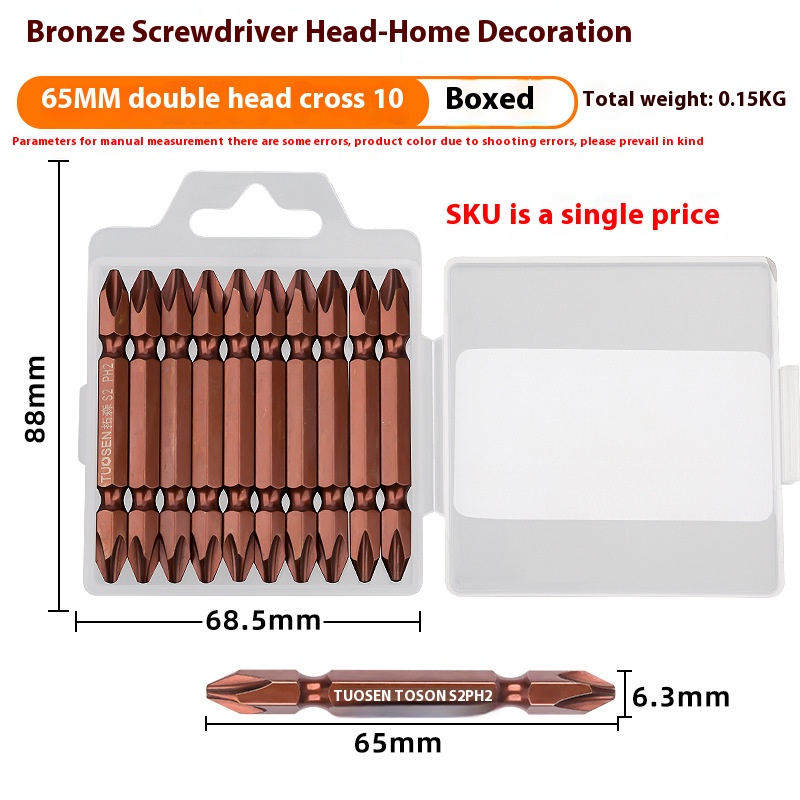 Bronze Screwdriver Head-Home Decoration
65MM double head cross 10
Boxed
Total weight: 0.15KG
Parameters for manual measurement there are some errors, product color due to shooting errors, please prevail in kind
SKU is a single price
88mm
TUOSEN 拓森 S2 PH2
68.5mm
TUOSEN TOSON S2PH2
6.3mm
65mm